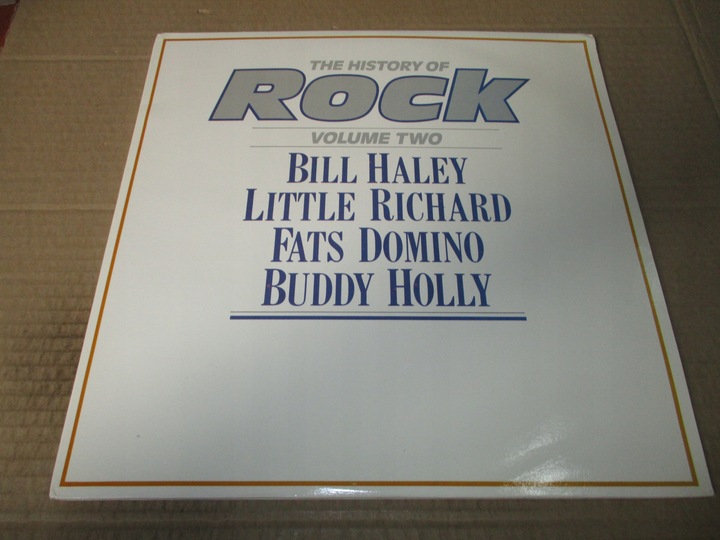 THE HISTORY OF
ROCK
VOLUME TWO
BILL HALEY
LITTLE RICHARD
FATS DOMINO
BUDDY HOLLY